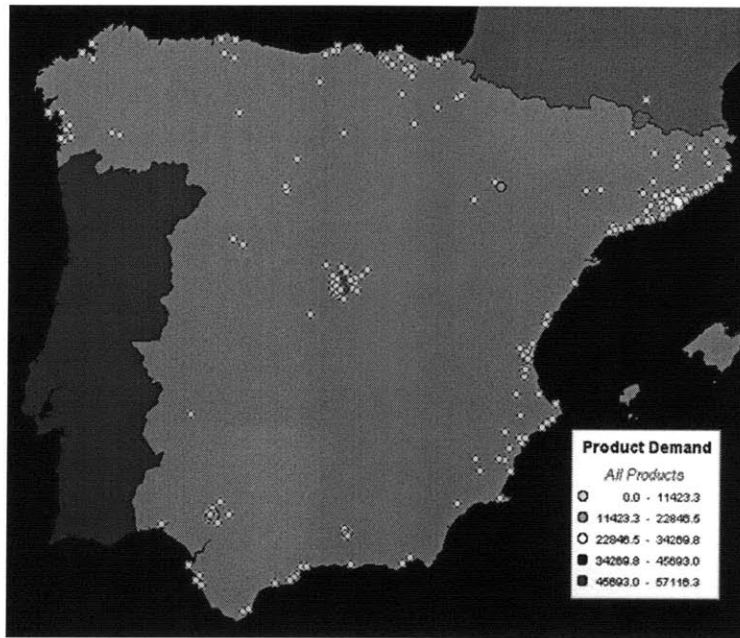 Product Demand
All Products
0.0 - 11423.3
11423.3 - 22846.5
22846.5 - 34269.8
34269.8 - 45693.0
45693.0 - 57116.3